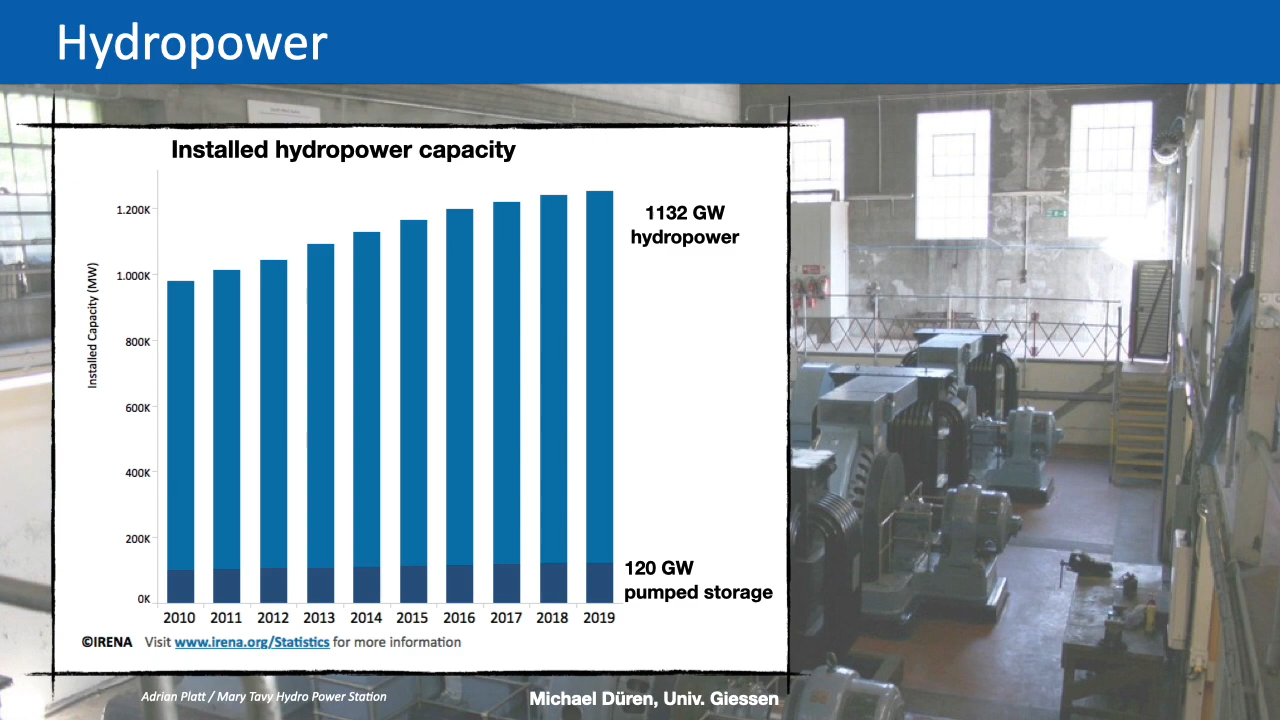 Hydropower
Installed hydropower capacity
1132 GW
hydropower
Installed Capacity (MW)
1.200K
1.000K
800K
600K
400K
200K
0K
120 GW
pumped storage
2010 2011 2012 2013 2014 2015 2016 2017 2018 2019
©IRENA Visit www.irena.org/Statistics for more information
Adrian Platt / Mary Tavy Hydro Power Station
Michael Düren, Univ. Giessen